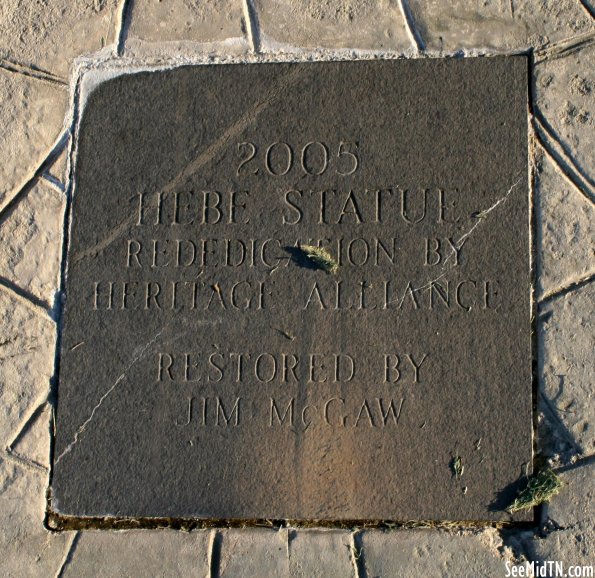 2005
HEBE STATUE
REDEDICATION BY
HERITAGE ALLIANCE
RESTORED BY
JIM McGAW
SeeMidTN.com